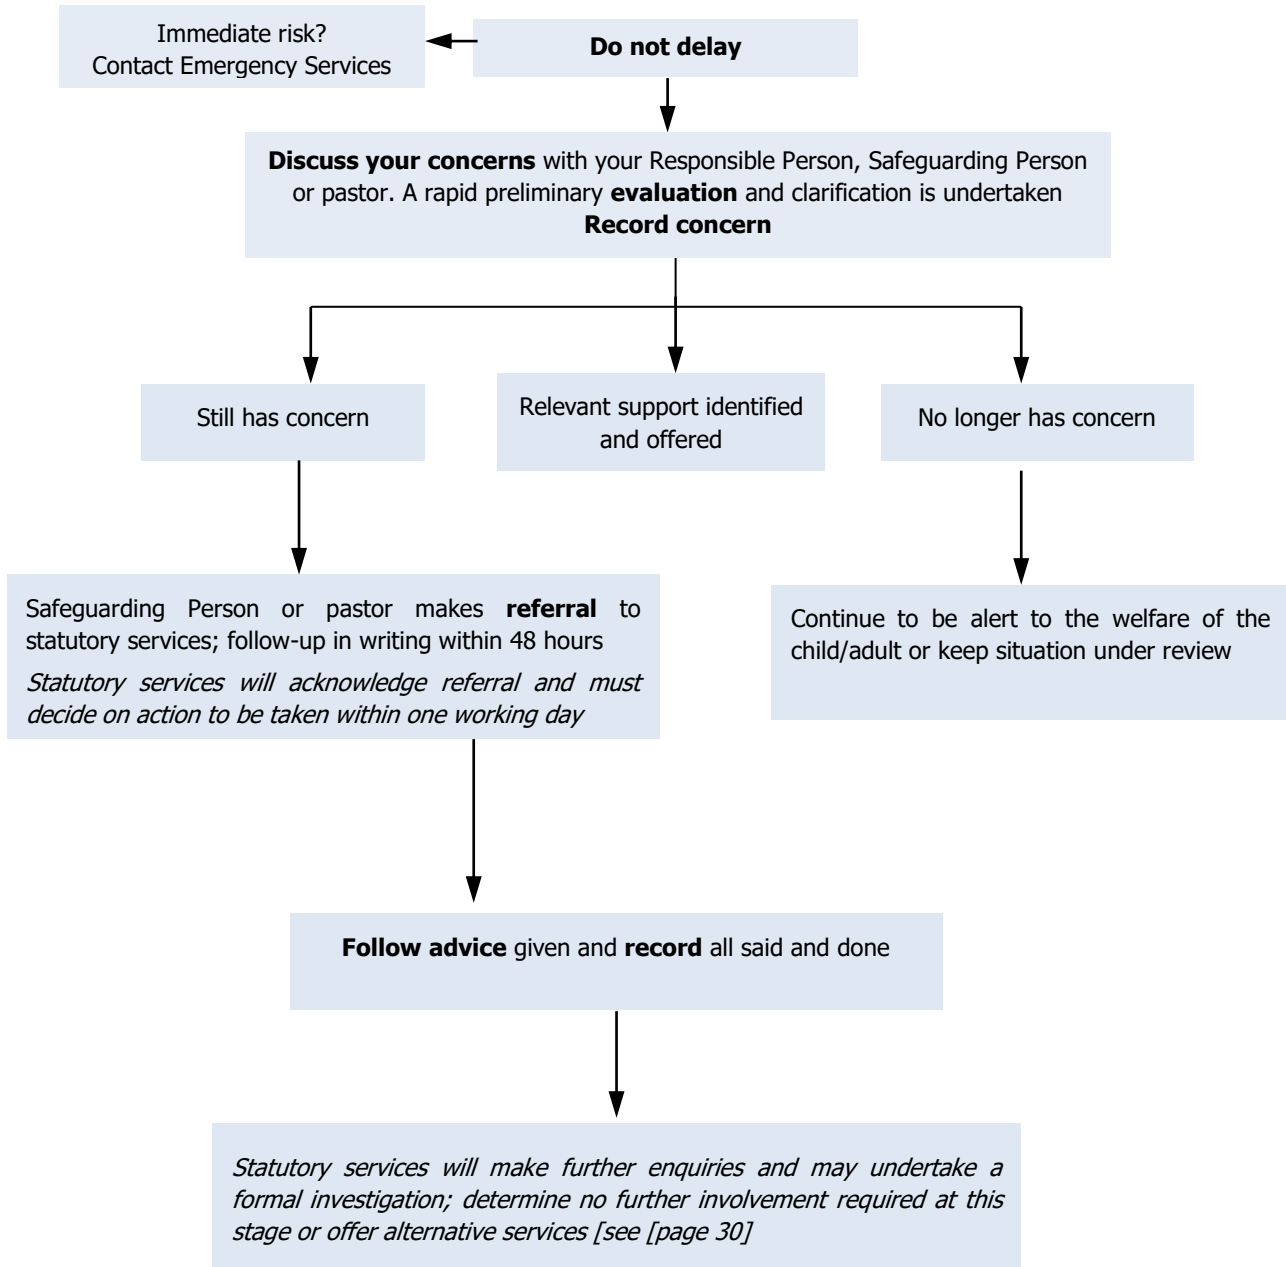 Immediate risk?
Contact Emergency Services
Do not delay
Discuss your concerns with your Responsible Person, Safeguarding Person
or pastor. A rapid preliminary evaluation and clarification is undertaken
Record concern
Still has concern
Relevant support identified
and offered
No longer has concern
Safeguarding Person or pastor makes referral to
statutory services; follow-up in writing within 48 hours
Statutory services will acknowledge referral and must
decide on action to be taken within one working day
Continue to be alert to the welfare of the
child/adult or keep situation under review
Follow advice given and record all said and done
Statutory services will make further enquiries and may undertake a
formal investigation; determine no further involvement required at this
stage or offer alternative services [see [page 30]